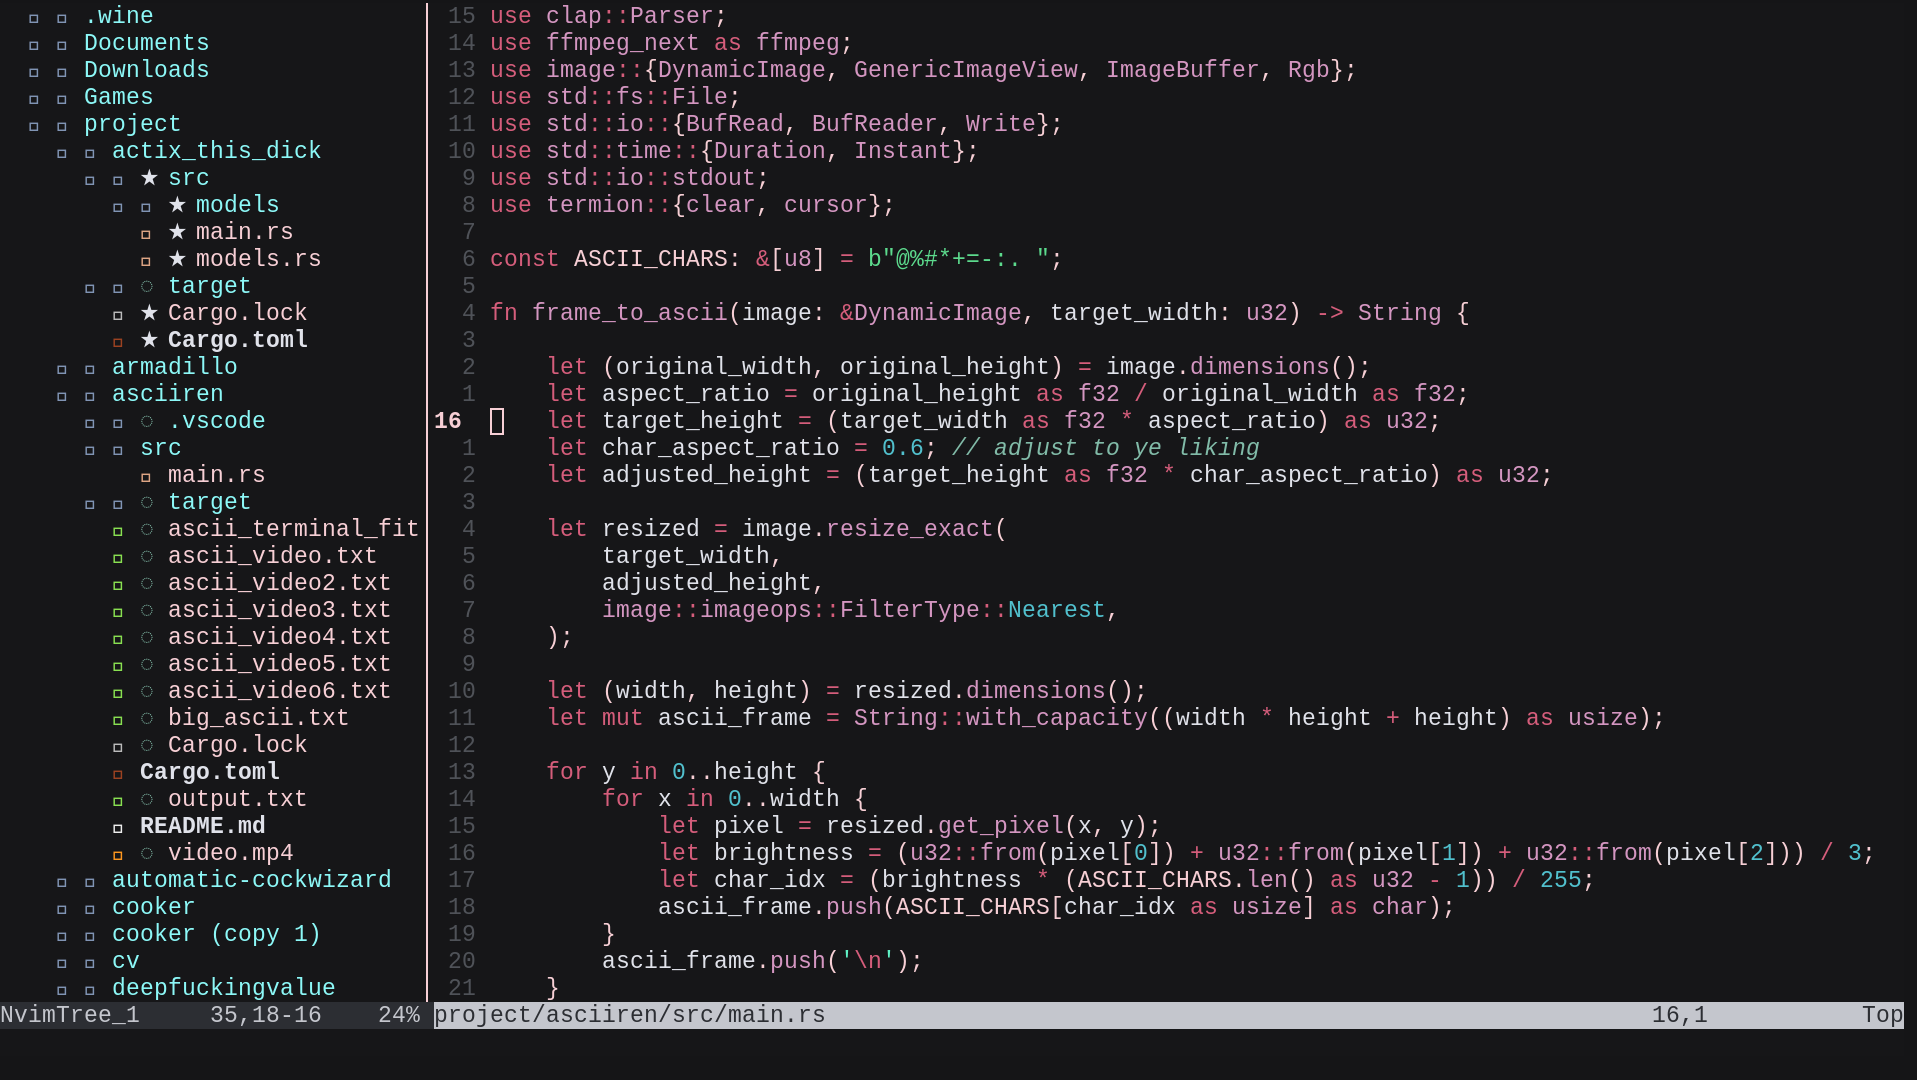 .wine
Documents
Downloads
Games
project
actix_this_dick
★ src
★ models
★ main.rs
★ models.rs
◌ target
★ Cargo.lock
★ Cargo.toml
armadillo
asciiren
◌ .vscode
src
main.rs
◌ target
◌ ascii_terminal_fit
◌ ascii_video.txt
◌ ascii_video2.txt
◌ ascii_video3.txt
◌ ascii_video4.txt
◌ ascii_video5.txt
◌ ascii_video6.txt
◌ big_ascii.txt
◌ Cargo.lock
Cargo.toml
◌ output.txt
README.md
◌ video.mp4
automatic-cockwizard
cooker
cooker (copy 1)
cv
deepfuckingvalue
NvimTree_1 35,18-16 24%
15 use clap::Parser;
14 use ffmpeg_next as ffmpeg;
13 use image::{DynamicImage, GenericImageView, ImageBuffer, Rgb};
12 use std::fs::File;
11 use std::io::{BufRead, BufReader, Write};
10 use std::time::{Duration, Instant};
9 use std::io::stdout;
8 use termion::{clear, cursor};
7
6 const ASCII_CHARS: &[u8] = b"@%#*+=-:. ";
5
4 fn frame_to_ascii(image: &DynamicImage, target_width: u32) -> String {
3
2     let (original_width, original_height) = image.dimensions();
1     let aspect_ratio = original_height as f32 / original_width as f32;
16     let target_height = (target_width as f32 * aspect_ratio) as u32;
1     let char_aspect_ratio = 0.6; // adjust to ye liking
2     let adjusted_height = (target_height as f32 * char_aspect_ratio) as u32;
3
4     let resized = image.resize_exact(
5         target_width,
6         adjusted_height,
7         image::imageops::FilterType::Nearest,
8     );
9
10     let (width, height) = resized.dimensions();
11     let mut ascii_frame = String::with_capacity((width * height + height) as usize);
12
13     for y in 0..height {
14         for x in 0..width {
15             let pixel = resized.get_pixel(x, y);
16             let brightness = (u32::from(pixel[0]) + u32::from(pixel[1]) + u32::from(pixel[2])) / 3;
17             let char_idx = (brightness * (ASCII_CHARS.len() as u32 - 1)) / 255;
18             ascii_frame.push(ASCII_CHARS[char_idx as usize] as char);
19         }
20         ascii_frame.push('\n');
21     }
project/asciiren/src/main.rs 16,1 Top